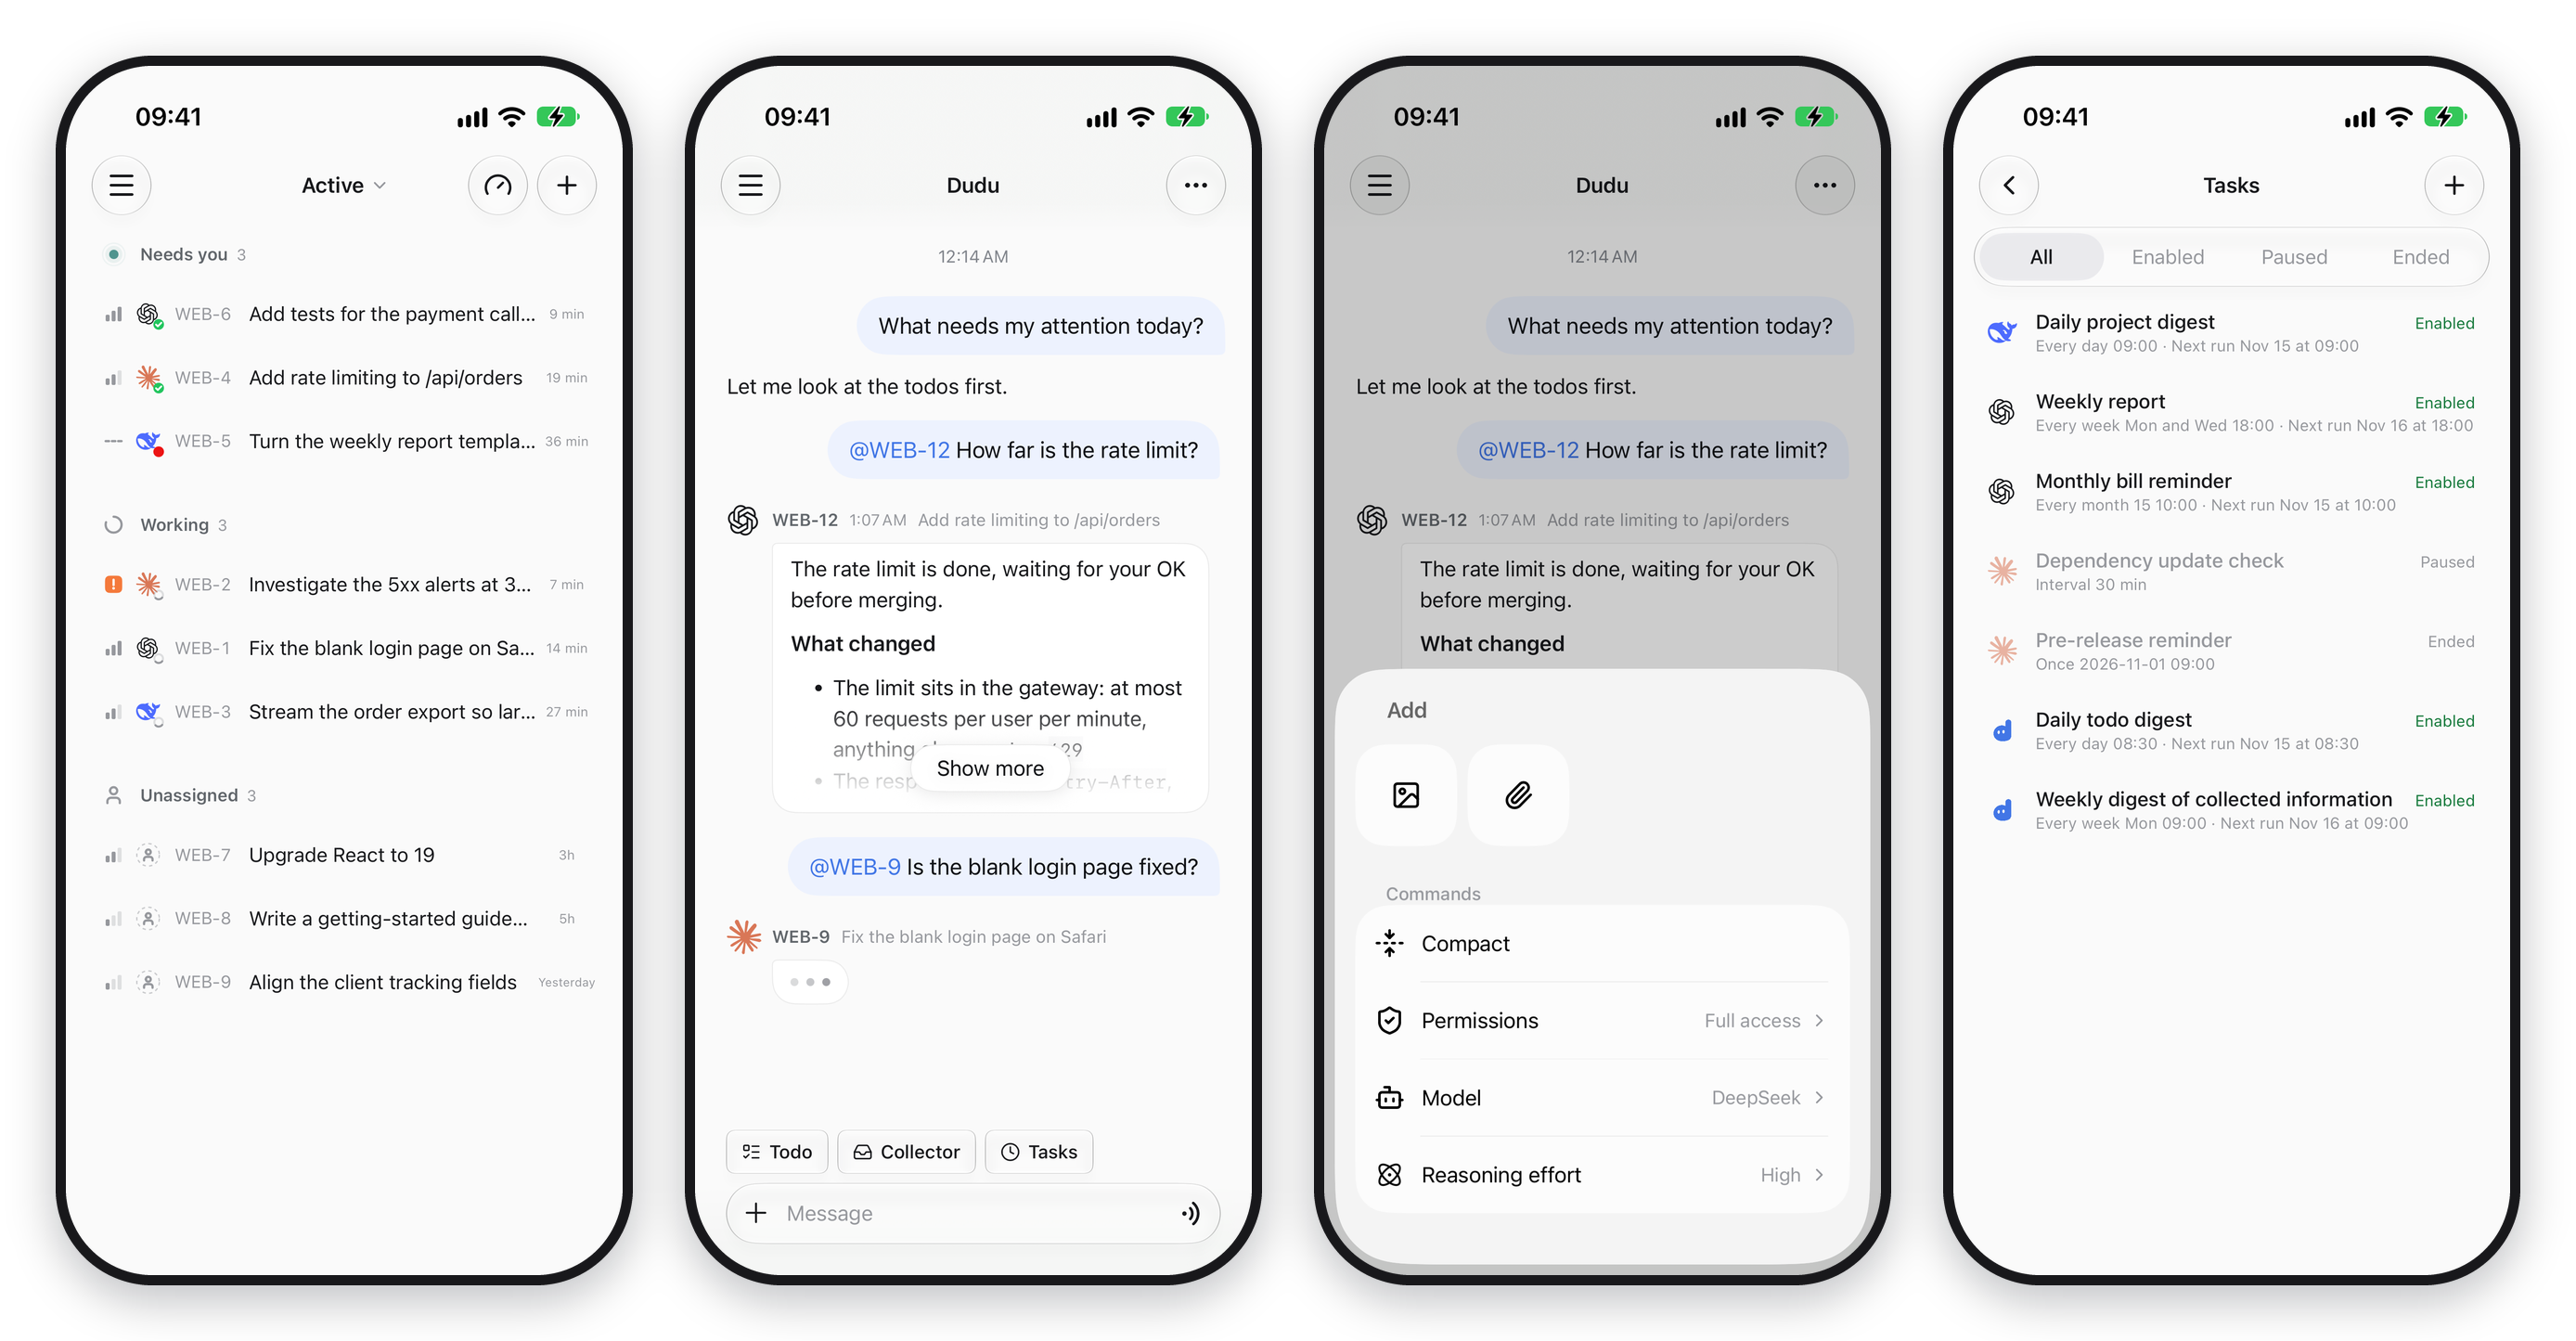 09:41
Active
Needs you 3
WEB-6 Add tests for the payment call... 9 min
WEB-4 Add rate limiting to /api/orders 19 min
WEB-5 Turn the weekly report templa... 36 min
Working 3
WEB-2 Investigate the 5xx alerts at 3... 7 min
WEB-1 Fix the blank login page on Sa... 14 min
WEB-3 Stream the order export so lar... 27 min
Unassigned 3
WEB-7 Upgrade React to 19 3h
WEB-8 Write a getting-started guide... 5h
WEB-9 Align the client tracking fields Yesterday
09:41
Dudu
12:14 AM
What needs my attention today?
Let me look at the todos first.
@WEB-12 How far is the rate limit?
WEB-12 1:07 AM Add rate limiting to /api/orders
The rate limit is done, waiting for your OK
before merging.
What changed
• The limit sits in the gateway: at most
60 requests per user per minute,
anything 29
Show more
• The resp try-After,
@WEB-9 Is the blank login page fixed?
WEB-9 Fix the blank login page on Safari
Todo Collector Tasks
Message
09:41
Dudu
12:14 AM
What needs my attention today?
Let me look at the todos first.
@WEB-12 How far is the rate limit?
WEB-12 1:07 AM Add rate limiting to /api/orders
The rate limit is done, waiting for your OK
before merging.
What changed
Add
Commands
Compact
Permissions Full access
Model DeepSeek
Reasoning effort High
09:41
Tasks
All Enabled Paused Ended
Daily project digest Enabled
Every day 09:00 · Next run Nov 15 at 09:00
Weekly report Enabled
Every week Mon and Wed 18:00 · Next run Nov 16 at 18:00
Monthly bill reminder Enabled
Every month 15 10:00 · Next run Nov 15 at 10:00
Dependency update check Paused
Interval 30 min
Pre-release reminder Ended
Once 2026-11-01 09:00
Daily todo digest Enabled
Every day 08:30 · Next run Nov 15 at 08:30
Weekly digest of collected information Enabled
Every week Mon 09:00 · Next run Nov 16 at 09:00